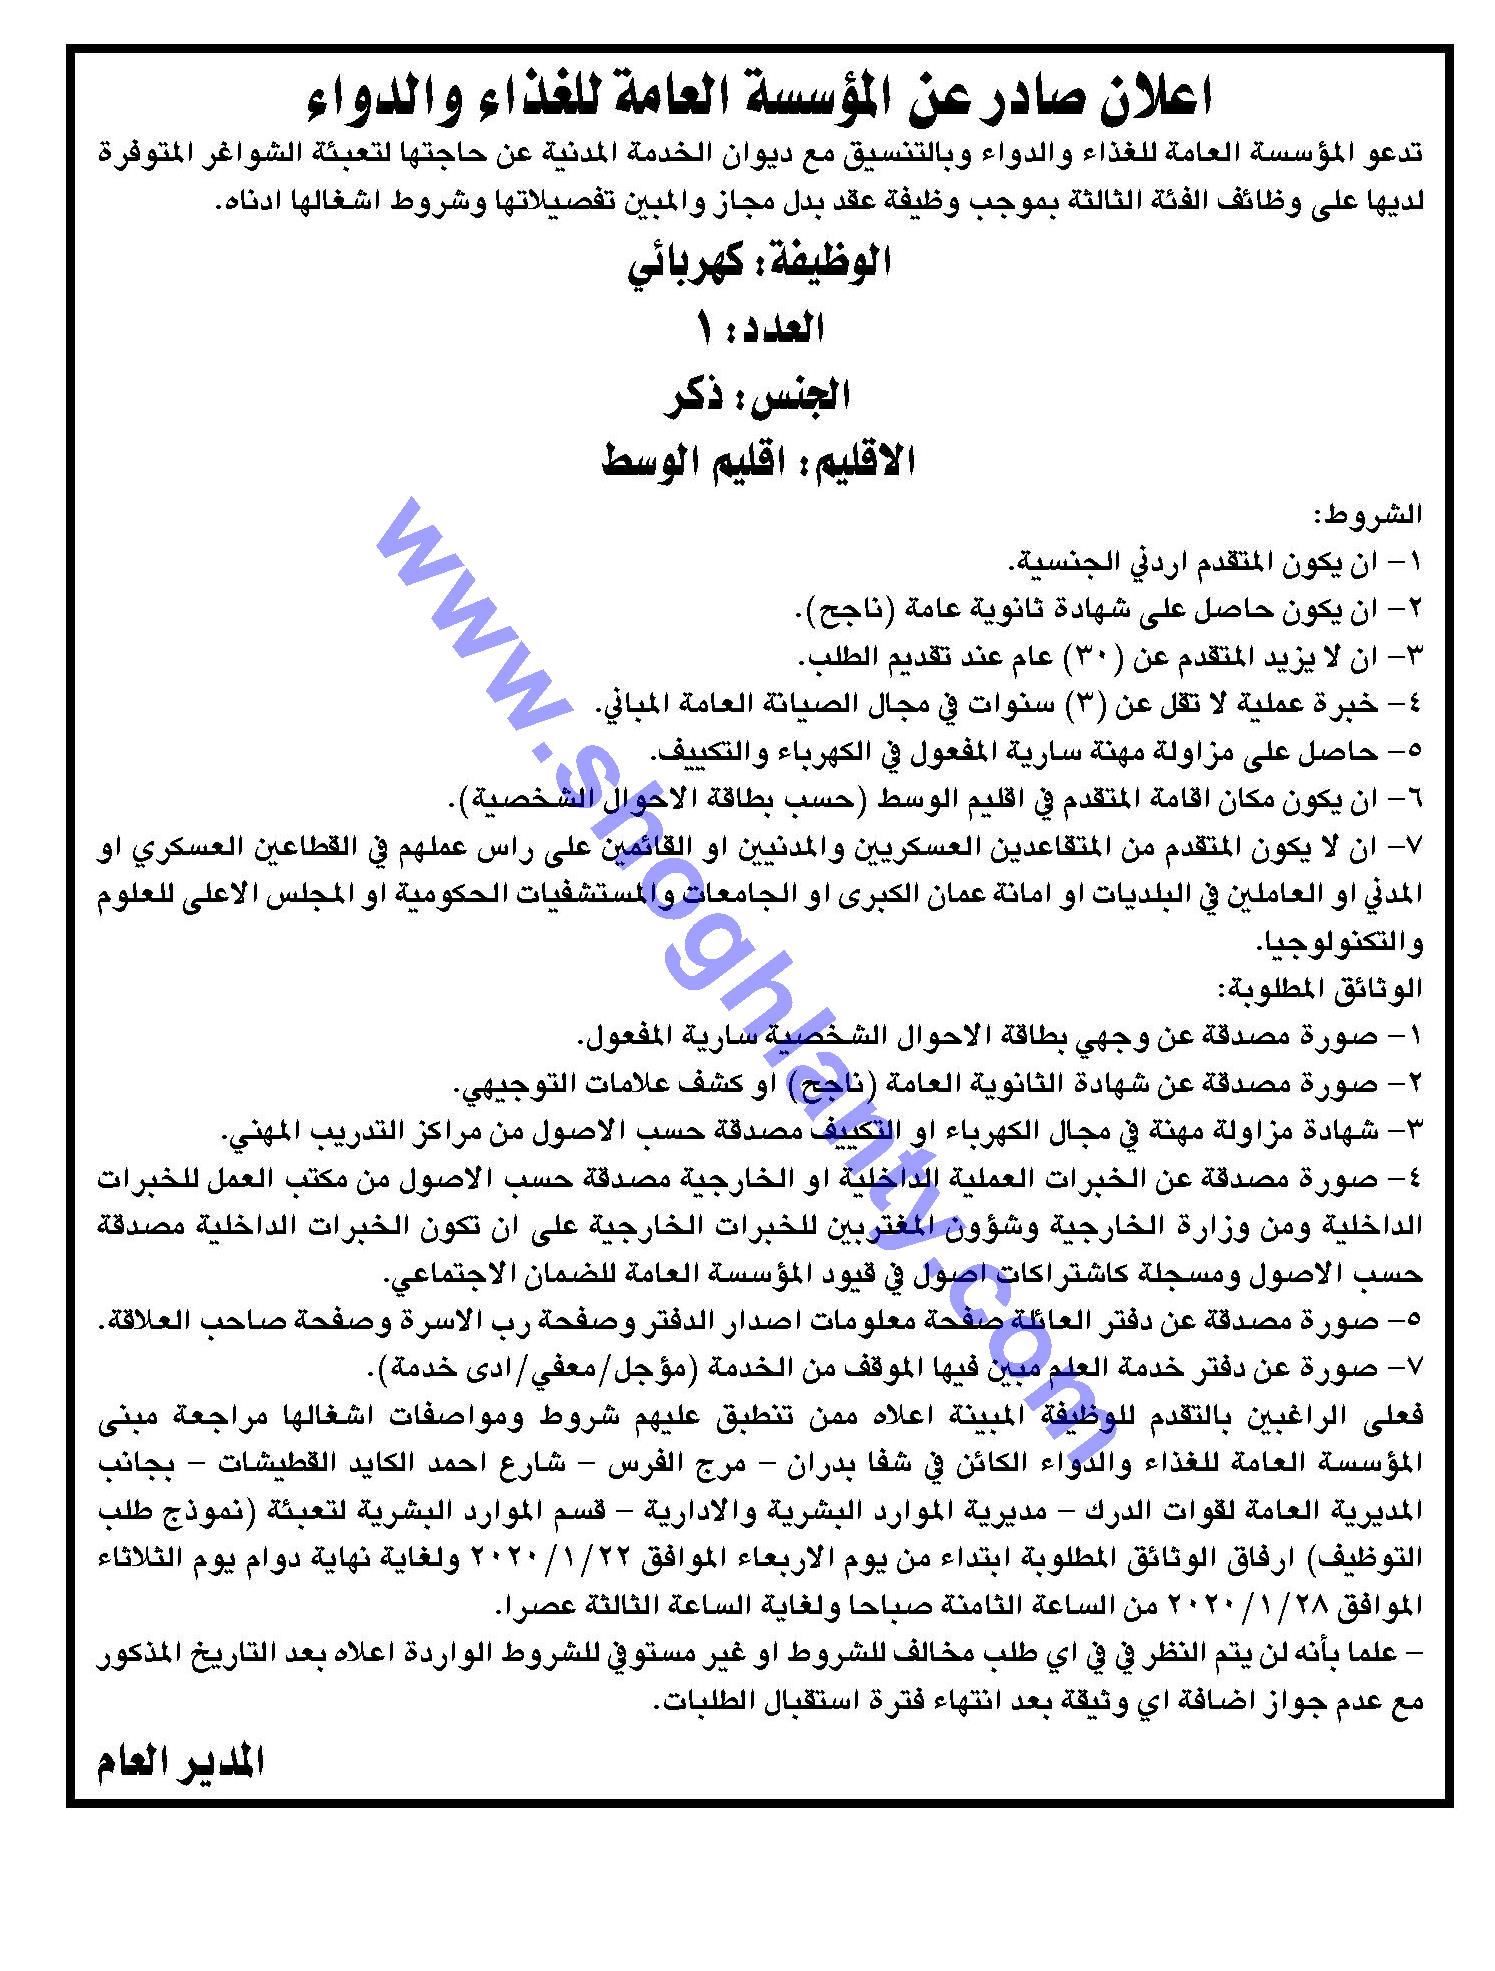 اعلان صادر عن المؤسسة العامة للغذاء والدواء
تدعو المؤسسة العامة للغذاء والدواء وبالتنسيق مع ديوان الخدمة المدنية عن حاجتها لتعبئة الشواغر المتوفرة
لديها على وظائف الفئة الثالثة بموجب وظيفة عقد بدل مجاز والمبين تفصيلاتها وشروط اشغالها ادناه.
الوظيفة: كهربائي
العدد: ١
الجنس: ذكر
الاقليم: اقليم الوسط
الشروط:
١- ان يكون المتقدم اردني الجنسية.
٢- ان يكون حاصل على شهادة ثانوية عامة (ناجح).
٣- ان لا يزيد المتقدم عن (٣٠) عام عند تقديم الطلب.
٤- خبرة عملية لا تقل عن (٣) سنوات في مجال الصيانة العامة المباني.
٥- حاصل على مزاولة مهنة سارية المفعول في الكهرباء والتكييف.
٦- ان يكون مكان اقامة المتقدم في اقليم الوسط (حسب بطاقة الاحوال الشخصية).
٧- ان لا يكون المتقدم من المتقاعدين العسكريين والمدنيين او القائمين على راس عملهم في القطاعين العسكري او
المدني او العاملين في البلديات او امانة عمان الكبرى او الجامعات والمستشفيات الحكومية او المجلس الاعلى للعلوم
والتكنولوجيا.
الوثائق المطلوبة:
١- صورة مصدقة عن وجهي بطاقة الاحوال الشخصية سارية المفعول.
٢- صورة مصدقة عن شهادة الثانوية العامة (ناجح) او كشف علامات التوجيهي.
٣- شهادة مزاولة مهنة في مجال الكهرباء او التكييف مصدقة حسب الاصول من مراكز التدريب المهني.
٤- صورة مصدقة عن الخبرات العملية الداخلية او الخارجية مصدقة حسب الاصول من مكتب العمل للخبرات
الداخلية ومن وزارة الخارجية وشؤون المغتربين للخبرات الخارجية على ان تكون الخبرات الداخلية مصدقة
حسب الاصول ومسجلة كاشتراكات اصول في قيود المؤسسة العامة للضمان الاجتماعي.
٥- صورة مصدقة عن دفتر العائلة صفحة معلومات اصدار الدفتر وصفحة رب الاسرة وصفحة صاحب العلاقة.
٧- صورة عن دفتر خدمة العلم مبين فيها الموقف من الخدمة (مؤجل/معفي/ادى خدمة).
فعلى الراغبين بالتقدم للوظيفة المبينة اعلاه ممن تنطبق عليهم شروط ومواصفات اشغالها مراجعة مبنى
المؤسسة العامة للغذاء والدواء الكائن في شفا بدران - مرج الفرس - شارع احمد الكايد القطيشات - بجانب
المديرية العامة لقوات الدرك - مديرية الموارد البشرية والادارية - قسم الموارد البشرية لتعبئة (نموذج طلب
التوظيف) ارفاق الوثائق المطلوبة ابتداء من يوم الاربعاء الموافق ٢٠٢٠/١/٢٢ ولغاية نهاية دوام يوم الثلاثاء
الموافق ٢٠٢٠/١/٢٨ من الساعة الثامنة صباحا ولغاية الساعة الثالثة عصرا.
- علما بأنه لن يتم النظر في في اي طلب مخالف للشروط او غير مستوفي للشروط الواردة اعلاه بعد التاريخ المذكور
مع عدم جواز اضافة اي وثيقة بعد انتهاء فترة استقبال الطلبات.
المدير العام
www.shoghlanty.com